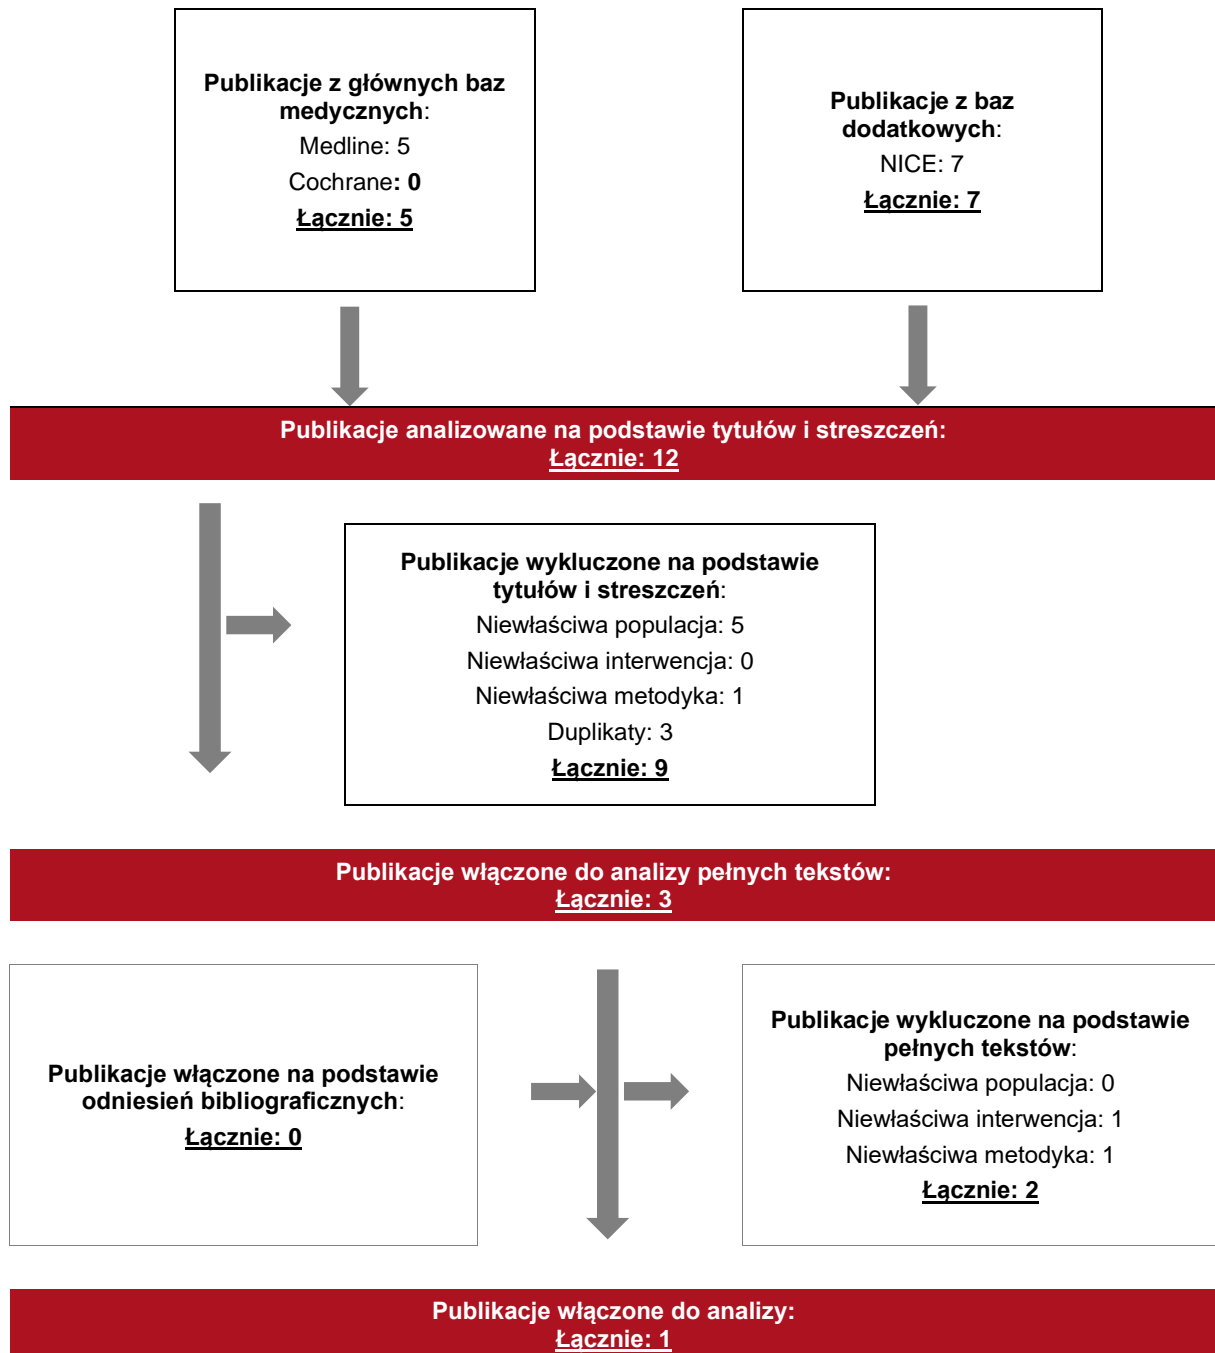 Publikacje z głównych baz
medycznych:
Medline: 5
Cochrane: 0
Łącznie: 5
Publikacje z baz
dodatkowych:
NICE: 7
Łącznie: 7
Publikacje analizowane na podstawie tytułów i streszczeń:
Łącznie: 12
Publikacje wykluczone na podstawie
tytułów i streszczeń:
Niewłaściwa populacja: 5
Niewłaściwa interwencja: 0
Niewłaściwa metodyka: 1
Duplikaty: 3
Łącznie: 9
Publikacje włączone do analizy pełnych tekstów:
Łącznie: 3
Publikacje włączone na podstawie
odniesień bibliograficznych:
Łącznie: 0
Publikacje wykluczone na podstawie
pełnych tekstów:
Niewłaściwa populacja: 0
Niewłaściwa interwencja: 1
Niewłaściwa metodyka: 1
Łącznie: 2
Publikacje włączone do analizy:
Łącznie: 1